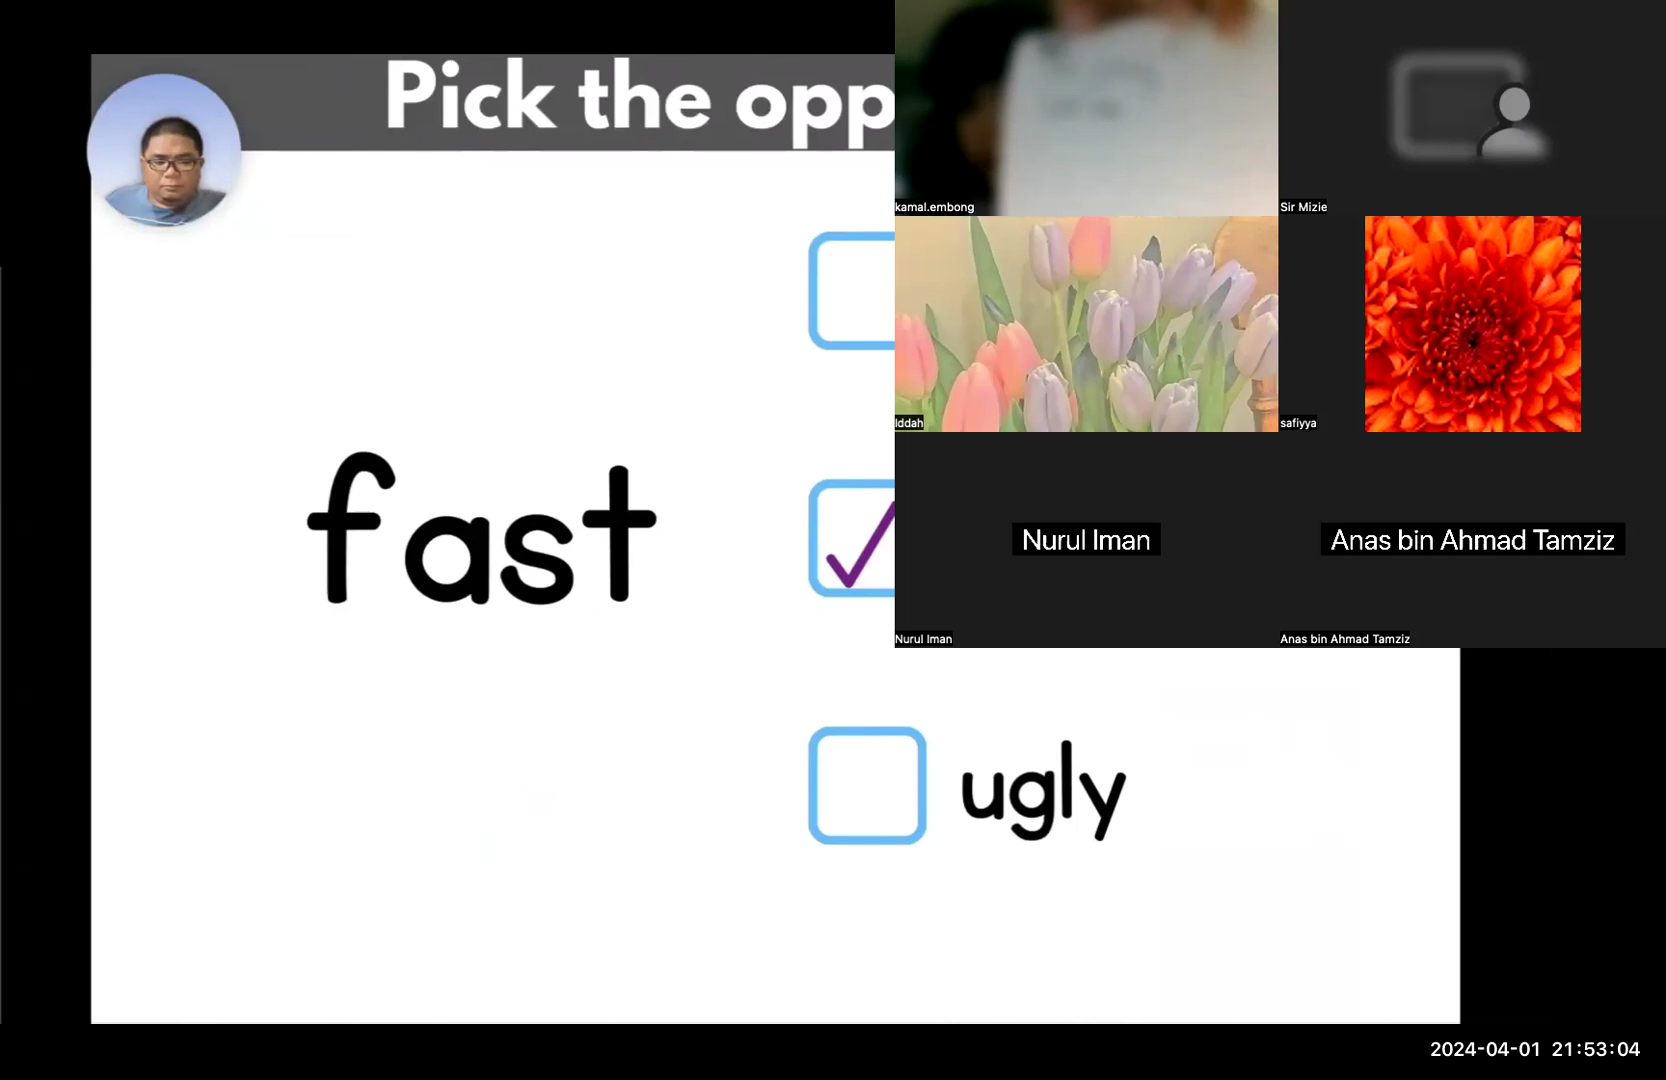 Pick the opp
kamal.embong
Sir Mizie
Iddah
safiyya
fast
Nurul Iman
Anas bin Ahmad Tamziz
Nurul Iman
Anas bin Ahmad Tamziz
ugly
2024-04-01 21:53:04